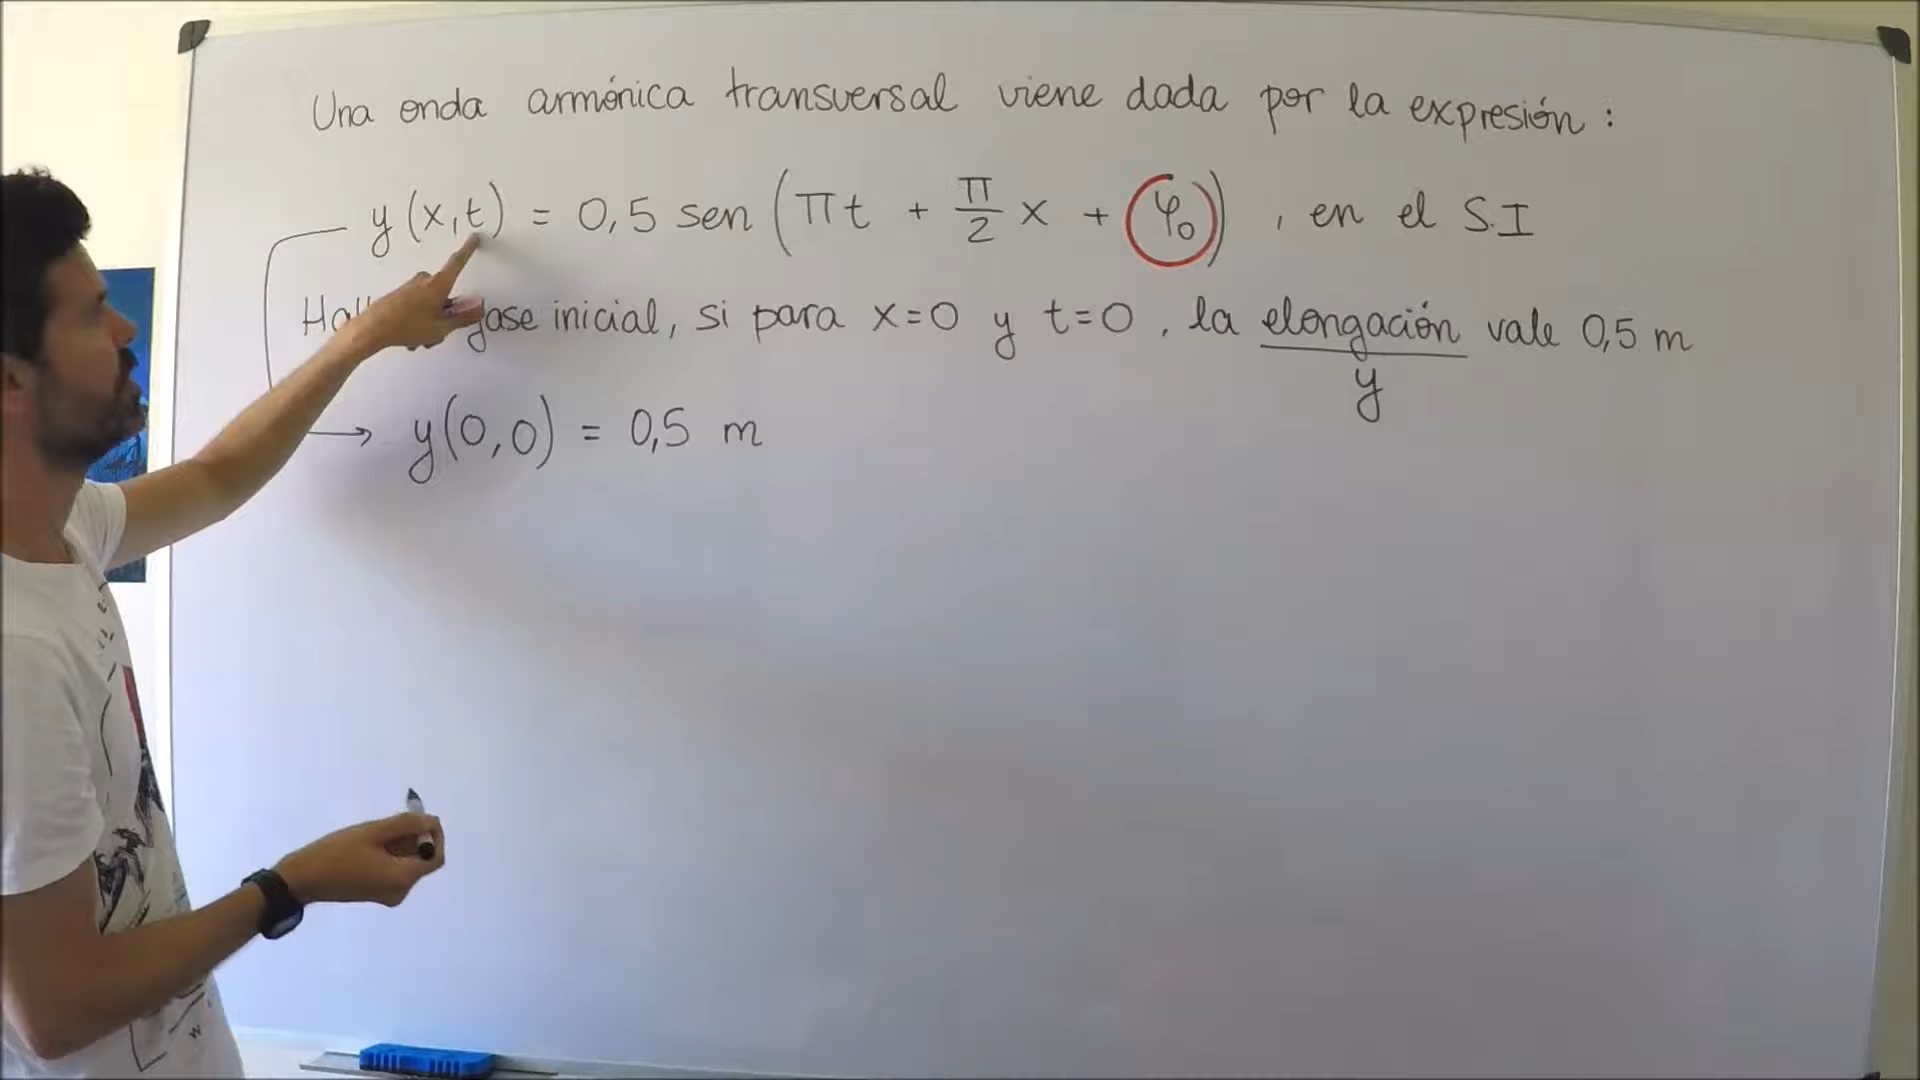 Una onda armónica transversal viene dada por la expresión :
y(x,t) = 0,5 sen (πt + π/2 x + φ₀) , en el S.I
fase inicial, si para x=0 y t=0 , la elongación vale 0,5 m
y
→ y(0,0) = 0,5 m